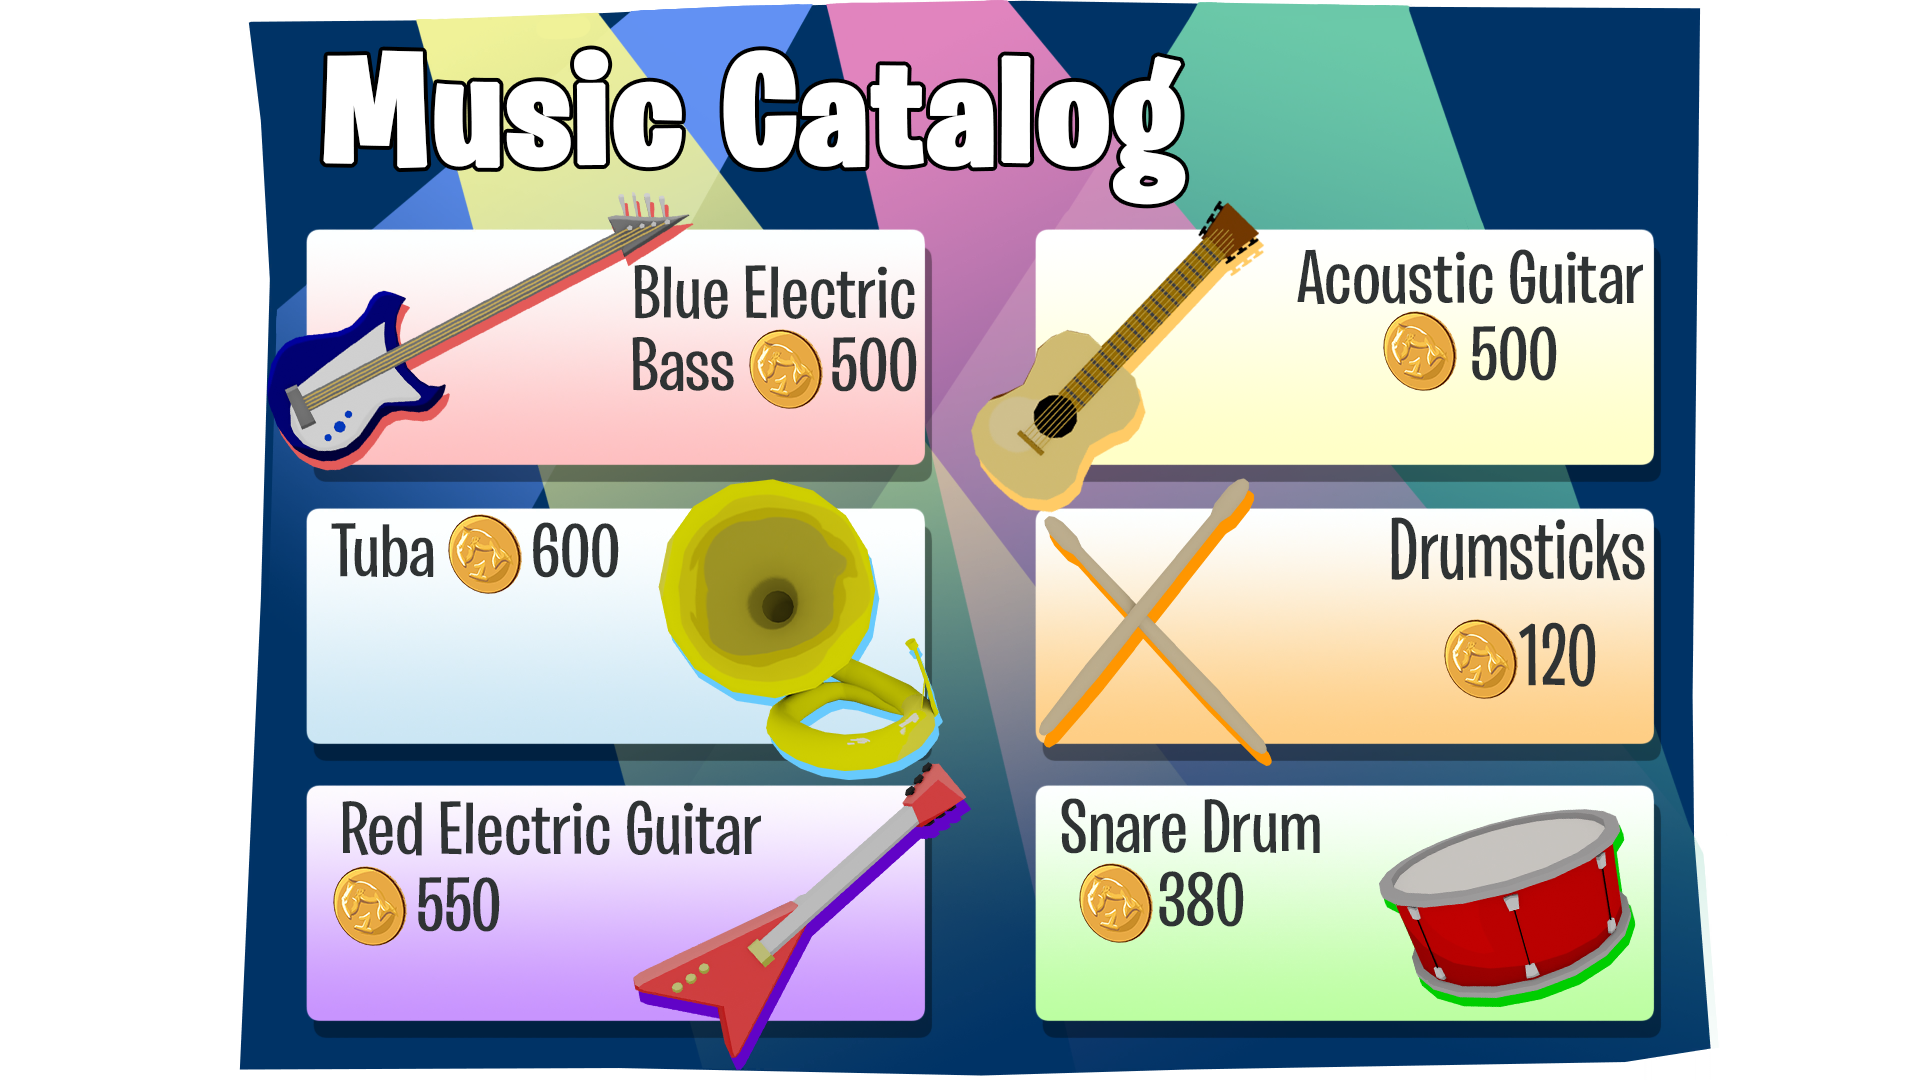 Music Catalog
Blue Electric
Bass 500
Acoustic Guitar
500
Tuba 600
Drumsticks
120
Red Electric Guitar
550
Snare Drum
380